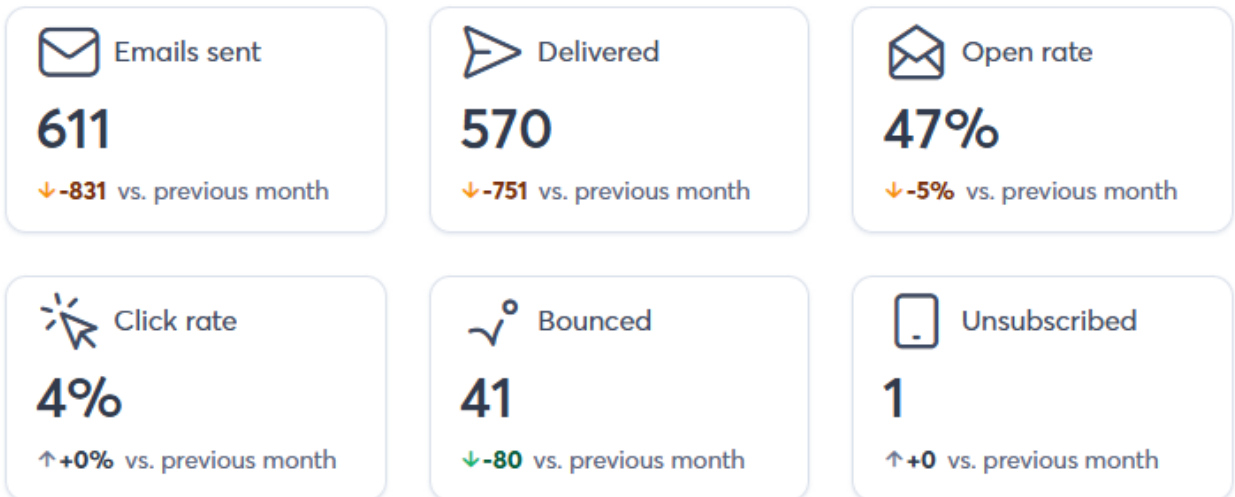 Emails sent
611
↓-831 vs. previous month
Delivered
570
↓-751 vs. previous month
Open rate
47%
↓-5% vs. previous month
Click rate
4%
↑+0% vs. previous month
Bounced
41
↓-80 vs. previous month
Unsubscribed
1
↑+0 vs. previous month